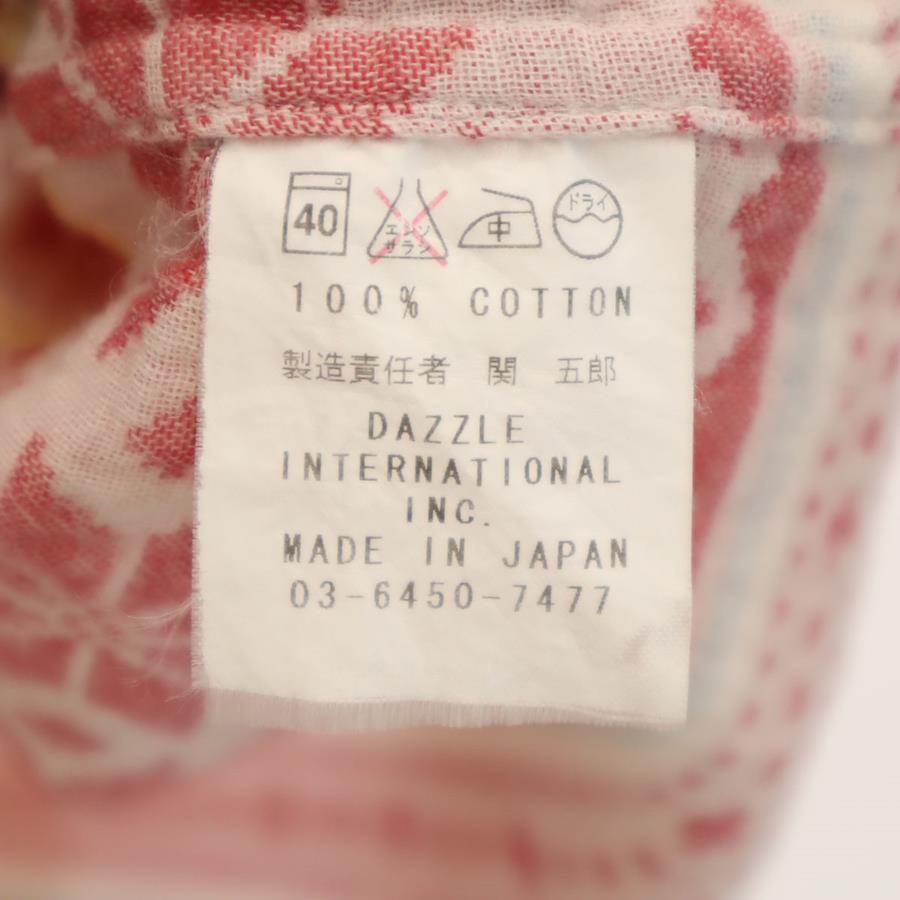 40 エンソ サラシ 中 ドライ
100% COTTON
製造責任者 関 五郎
DAZZLE
INTERNATIONAL
INC.
MADE IN JAPAN
03-6450-7477